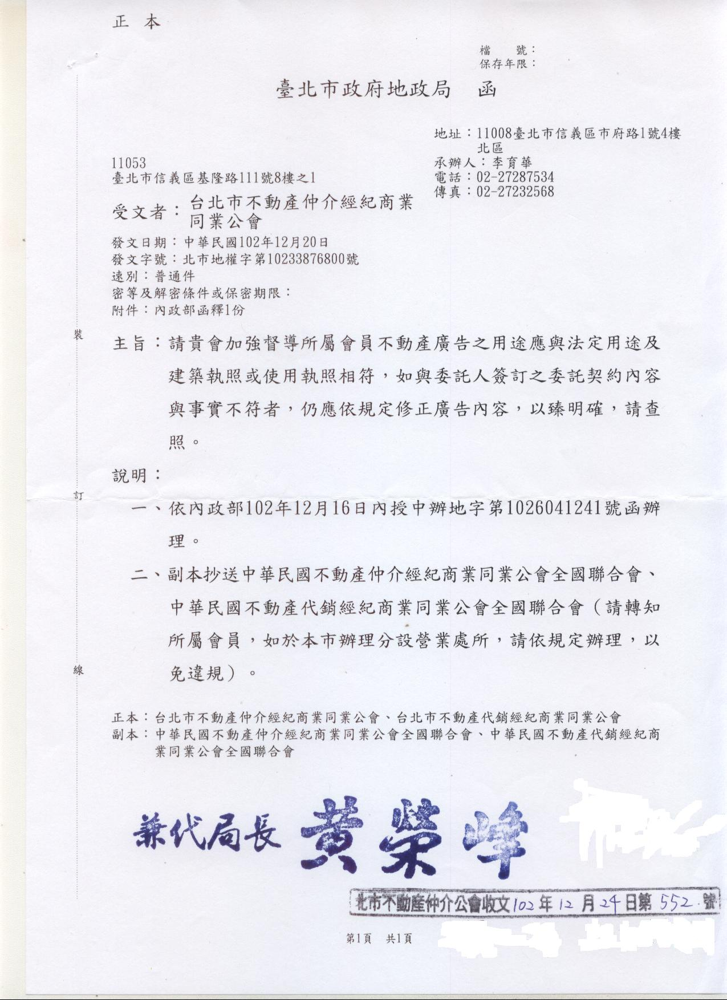 正 本
檔 號：
保存年限：
臺北市政府地政局 函
地址：11008臺北市信義區市府路1號4樓
北區
承辦人：李育華
電話：02-27287534
傳真：02-27232568
11053
臺北市信義區基隆路111號8樓之1
受文者：台北市不動產仲介經紀商業
同業公會
發文日期：中華民國102年12月20日
發文字號：北市地權字第10233876800號
速別：普通件
密等及解密條件或保密期限：
附件：內政部函釋1份
主旨：請貴會加強督導所屬會員不動產廣告之用途應與法定用途及
建築執照或使用執照相符，如與委託人簽訂之委託契約內容
與事實不符者，仍應依規定修正廣告內容，以臻明確，請查
照。
說明：
一、依內政部102年12月16日內授中辦地字第1026041241號函辦
理。
二、副本抄送中華民國不動產仲介經紀商業同業公會全國聯合會、
中華民國不動產代銷經紀商業同業公會全國聯合會（請轉知
所屬會員，如於本市辦理分設營業處所，請依規定辦理，以
免違規）。
正本：台北市不動產仲介經紀商業同業公會、台北市不動產代銷經紀商業同業公會
副本：中華民國不動產仲介經紀商業同業公會全國聯合會、中華民國不動產代銷經紀商
業同業公會全國聯合會
兼代局長 黃榮峰
北市不動產仲介公會收文102年12月24日第552號
第1頁 共1頁
裝
訂
線